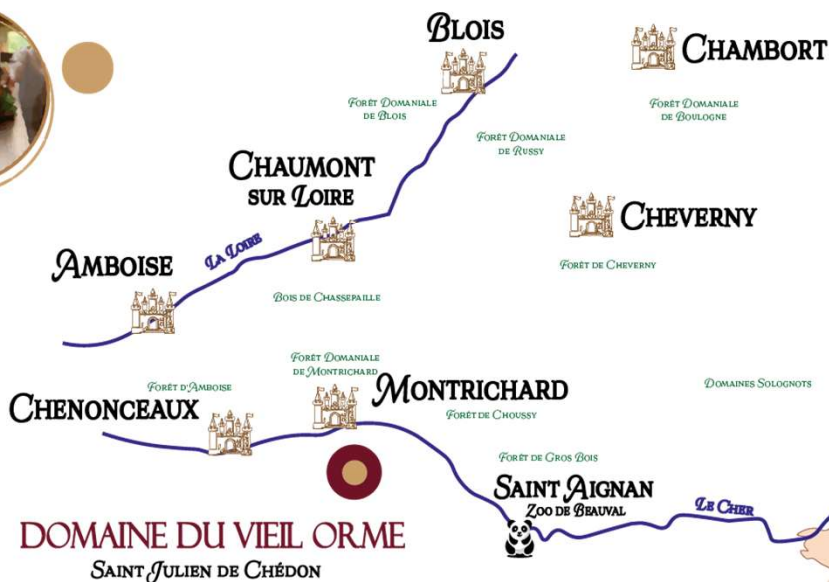 Blois
Chambort
Forêt Domaniale
de Blois
Forêt Domaniale
de Boulogne
Forêt Domaniale
de Russy
Chaumont
sur Loire
Cheverny
La Loire
Amboise
Forêt de Cheverny
Bois de Chassepaille
Forêt Domaniale
de Montrichard
Forêt d'Amboise
Montrichard
Domaines Solognots
Chenonceaux
Forêt de Choussy
Forêt de Gros Bois
Saint Aignan
Zoo de Beauval
Le Cher
Domaine du Vieil Orme
Saint Julien de Chédon